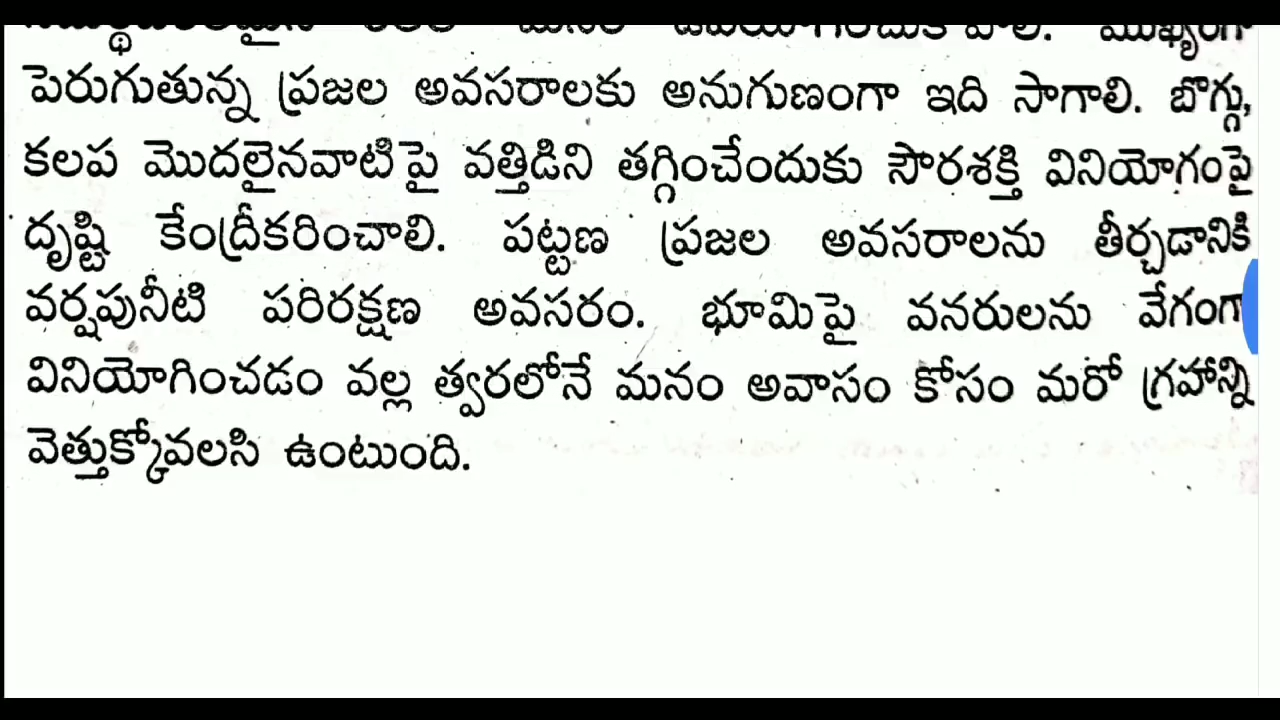 పెరుగుతున్న ప్రజల అవసరాలకు అనుగుణంగా ఇది సాగాలి. బొగ్గు,
కలప మొదలైనవాటిపై వత్తిడిని తగ్గించేందుకు సౌరశక్తి వినియోగంపై
దృష్టి కేంద్రీకరించాలి. పట్టణ ప్రజల అవసరాలను తీర్చడానికి
వర్షపునీటి పరిరక్షణ అవసరం. భూమిపై వనరులను వేగంగా
వినియోగించడం వల్ల త్వరలోనే మనం అవాసం కోసం మరో గ్రహాన్ని
వెత్తుక్కోవలసి ఉంటుంది.